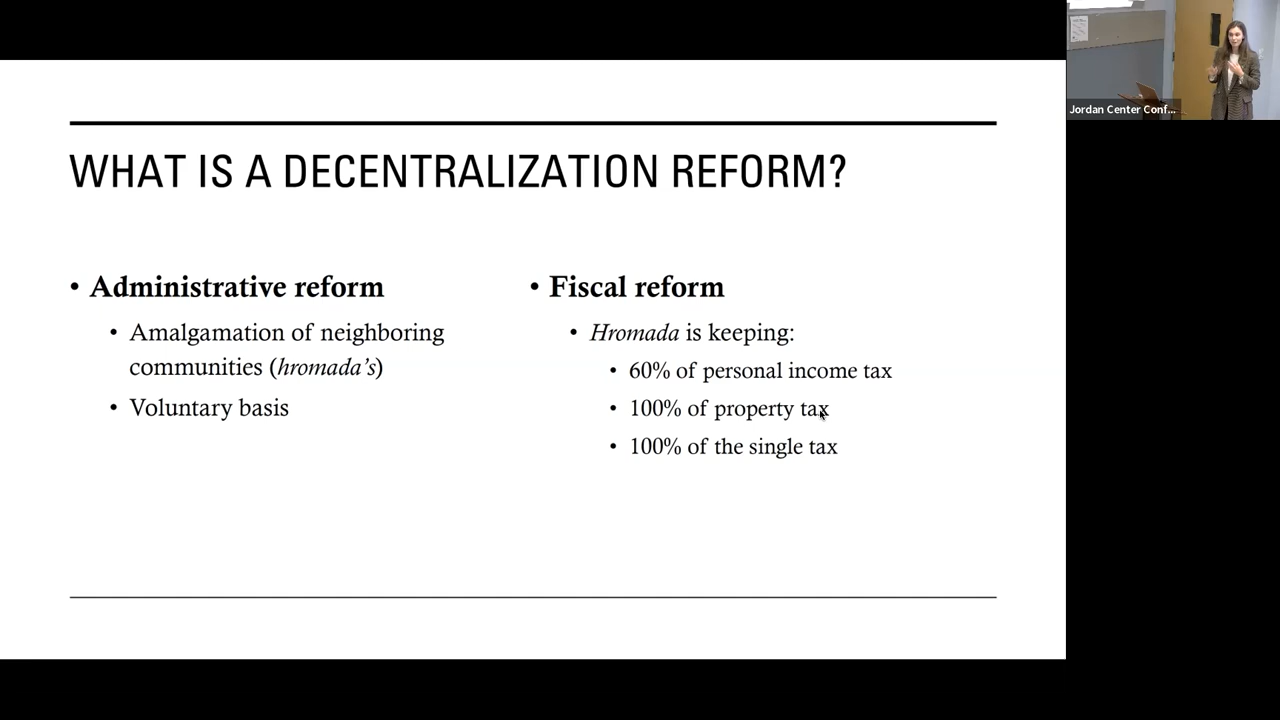 WHAT IS A DECENTRALIZATION REFORM?
• Administrative reform
• Amalgamation of neighboring
communities (hromada’s)
• Voluntary basis
• Fiscal reform
• Hromada is keeping:
• 60% of personal income tax
• 100% of property tax
• 100% of the single tax
Jordan Center Conf...